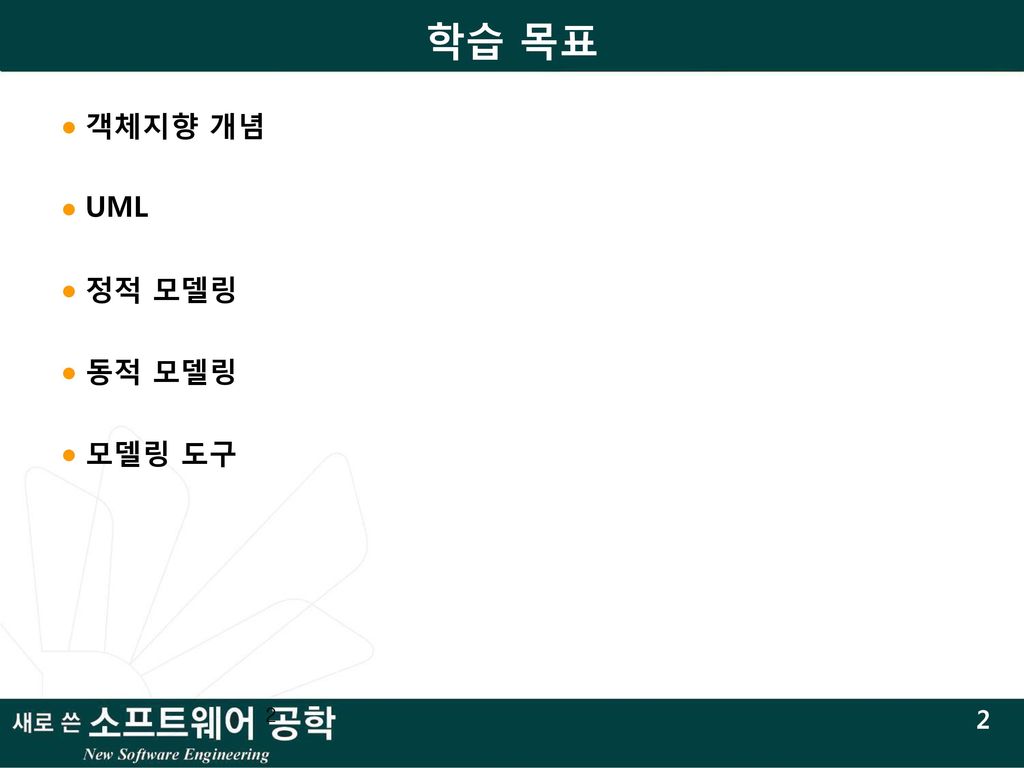 학습 목표
● 객체지향 개념
● UML
● 정적 모델링
● 동적 모델링
● 모델링 도구
새로 쓴 소프트웨어 공학
2
New Software Engineering
2